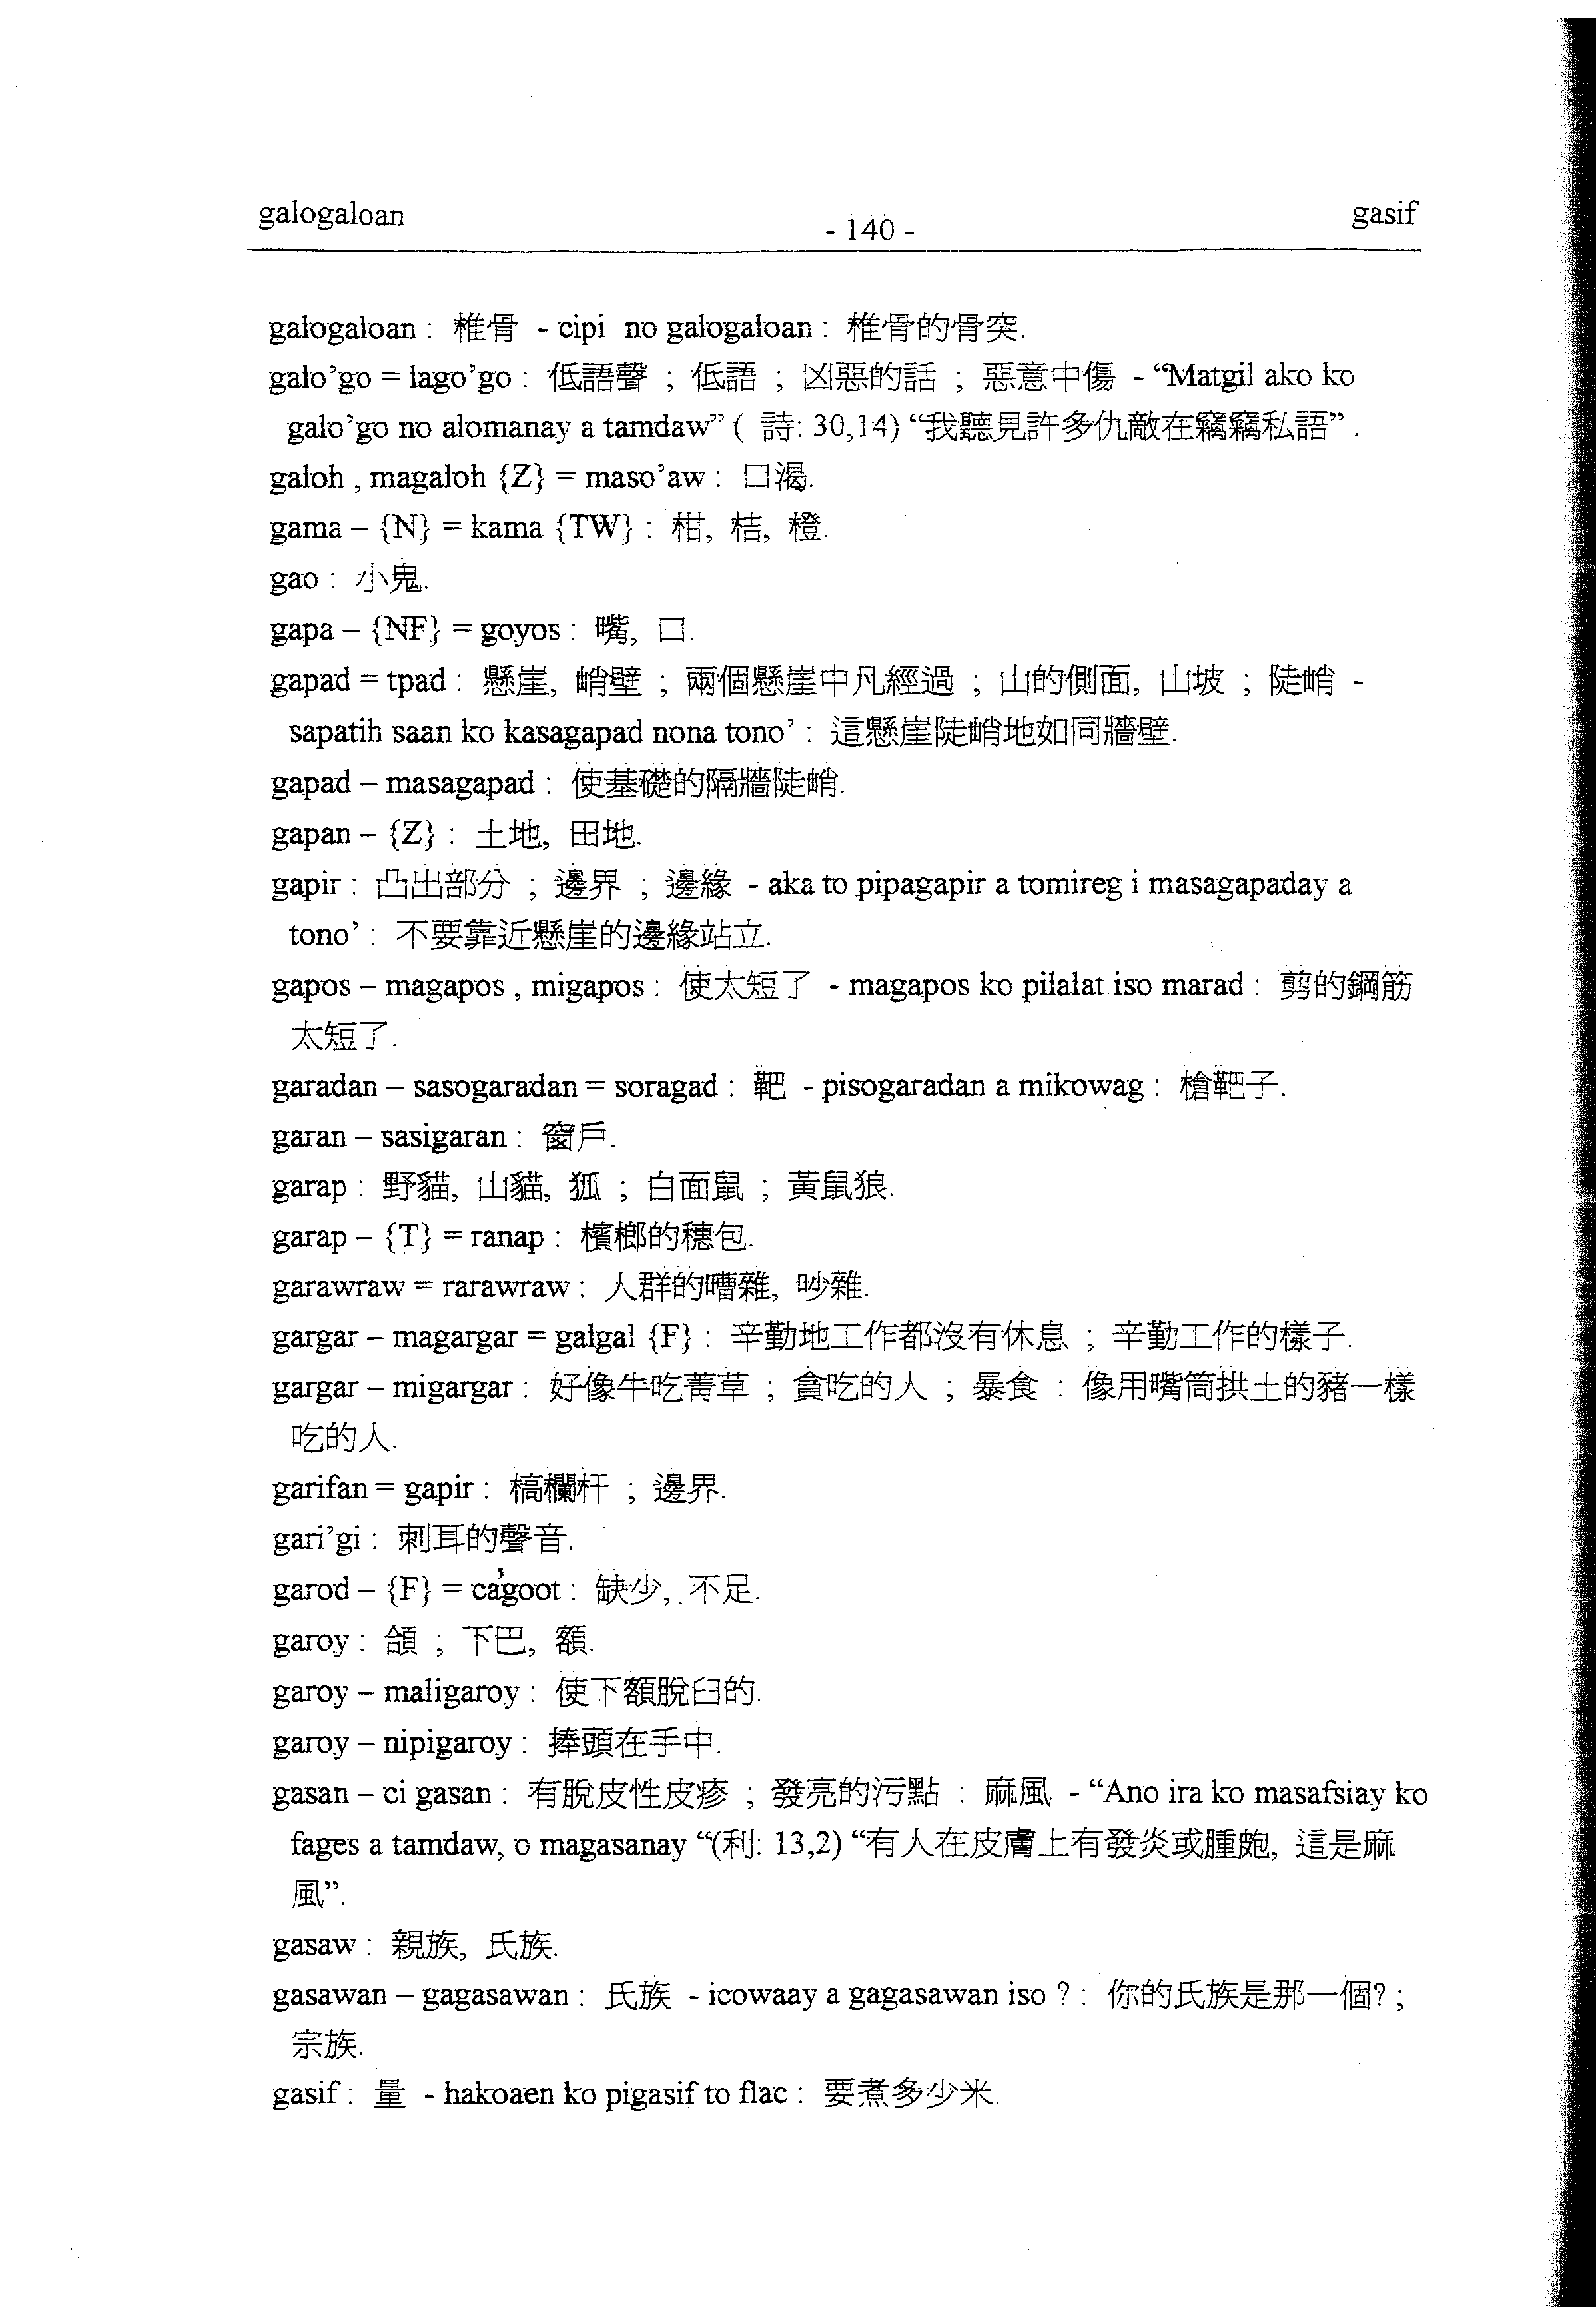 galogaloan
- 140 -
gasif
galogaloan : 椎骨 - cipi no galogaloan : 椎骨的骨突.
galo’go = lago’go : 低語聲 ; 低語 ; 凶惡的話 ; 惡意中傷 - “Matgil ako ko
galo’go no alomanay a tamdaw” ( 詩: 30,14) “我聽見許多仇敵在竊竊私語” .
galoh , magaloh {Z} = maso’aw : 口渴.
gama – {N} = kama {TW} : 柑, 桔, 橙.
gao : 小鬼.
gapa – {NF} = goyos : 嘴, 口.
gapad = tpad : 懸崖, 峭壁 ; 兩個懸崖中凡經過 ; 山的側面, 山坡 ; 陡峭 -
sapatih saan ko kasagapad nona tono’ : 這懸崖陡峭地如同牆壁.
gapad – masagapad : 使基礎的隔牆陡峭.
gapan – {Z} : 土地, 田地.
gapir : 凸出部分 ; 邊界 ; 邊緣 - aka to pipagapir a tomireg i masagapaday a
tono’ : 不要靠近懸崖的邊緣站立.
gapos – magapos , migapos : 使太短了 - magapos ko pilalat iso marad : 剪的鋼筋
太短了.
garadan – sasogaradan = soragad : 靶 - pisogaradan a mikowag : 槍靶子.
garan – sasigaran : 窗戶.
garap : 野貓, 山貓, 狐 ; 白面鼠 ; 黃鼠狼.
garap – {T} = ranap : 檳榔的穗包.
garawraw = rarawraw : 人群的嘈雜, 吵雜.
gargar – magargar = galgal {F} : 辛勤地工作都沒有休息 ; 辛勤工作的樣子.
gargar – migargar : 好像牛吃菁草 ; 貪吃的人 ; 暴食 : 像用嘴筒拱土的豬一樣
吃的人.
garifan = gapir : 槁欄杆 ; 邊界.
gari’gi : 刺耳的聲音.
garod – {F} = ca’goot : 缺少, 不足.
garoy : 頷 ; 下巴, 額.
garoy – maligaroy : 使下額脫臼的.
garoy – nipigaroy : 捧頭在手中.
gasan – ci gasan : 有脫皮性皮疹 ; 發亮的污點 : 麻風 - “Ano ira ko masafsiay ko
fages a tamdaw, o magasanay “(利: 13,2) “有人在皮膚上有發炎或腫皰, 這是麻
風”.
gasaw : 親族, 氏族.
gasawan – gagasawan : 氏族 - icowaay a gagasawan iso ? : 你的氏族是那一個? ;
宗族.
gasif : 量 - hakoaen ko pigasif to flac : 要煮多少米.